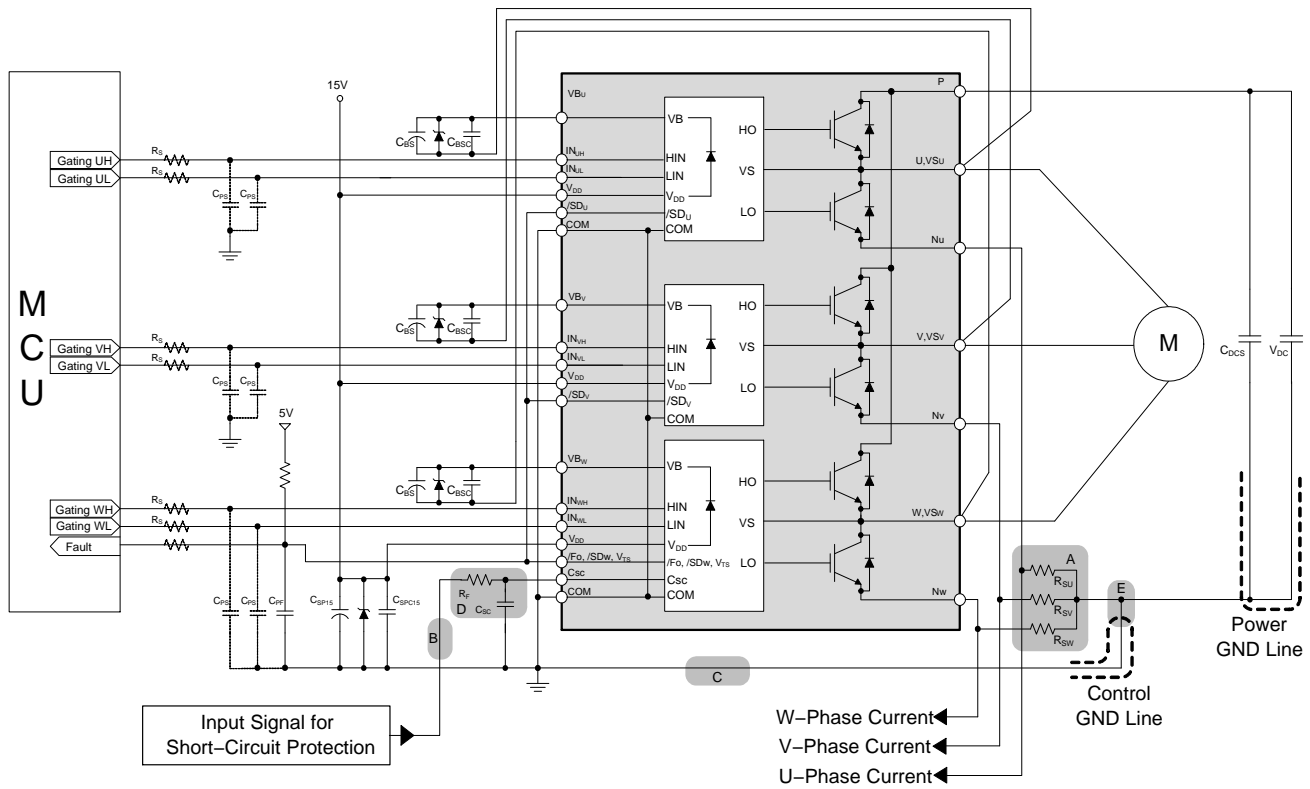 MCU
Gating UH
Gating UL
Gating VH
Gating VL
Gating WH
Gating WL
Fault
RS
RS
RS
RS
RS
CPS
CPS
CPS
CPS
CPS
CPS
CPF
5V
15V
CSP15
CSPC15
CBS
CBSC
CBS
CBSC
CBS
CBSC
RF
D
CSC
B
C
Input Signal for
Short-Circuit Protection
VBU
INUH
INUL
VDD
/SDU
COM
VB
HIN
LIN
VDD
/SDU
COM
HO
VS
LO
P
U,VSU
Nu
VBV
INVH
INVL
VDD
/SDV
VB
HIN
LIN
VDD
/SDV
COM
HO
VS
LO
V,VSV
Nv
VBW
INWH
INWL
VDD
/Fo, /SDw, VTS
Csc
COM
VB
HIN
LIN
VDD
/Fo, /SDw, VTS
Csc
COM
HO
VS
LO
W,VSW
Nw
M
CDCS
VDC
A
RSU
RSV
RSW
E
Power
GND Line
Control
GND Line
W-Phase Current
V-Phase Current
U-Phase Current